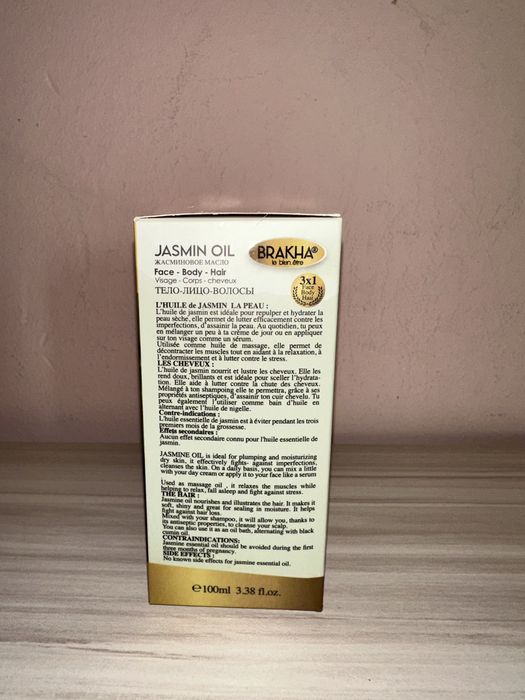 JASMIN OIL
ЖАСМИНОВОЕ МАСЛО
Face - Body - Hair
Visage - Corps - cheveux
ТЕЛО-ЛИЦО-ВОЛОСЫ
BRAKHA®
le bien être
3x1
Face
Body
Hair
L'HUILE de JASMIN LA PEAU :
L'huile de jasmin est idéale pour repulper et hydrater la
peau sèche, elle permet de lutter efficacement contre les
imperfections, d'assainir la peau. Au quotidien, tu peux
en mélanger un peu à ta crème de jour ou en appliquer
sur ton visage comme un sérum.
Utilisée comme huile de massage, elle permet de
décontracter les muscles tout en aidant à la relaxation, à
l'endormissement et à lutter contre le stress.
LES CHEVEUX :
L'huile de jasmin nourrit et lustre les cheveux. Elle les
rend doux, brillants et est idéale pour sceller l'hydrata-
tion. Elle aide à lutter contre la chute des cheveux.
Mélangé à ton shampoing elle te permettra, grâce à ses
propriétés antiseptiques, d'assainir ton cuir chevelu. Tu
peux également l'utiliser comme bain d'huile en
alternant avec l'huile de nigelle.
Contre-indications :
L'huile essentielle de jasmin est à éviter pendant les trois
premiers mois de la grossesse.
Effets secondaires :
Aucun effet secondaire connu pour l'huile essentielle de
jasmin.
JASMINE OIL is ideal for plumping and moisturizing
dry skin, it effectively fights- against imperfections,
cleanses the skin. On a daily basis, you can mix a little
with your day cream or apply it to your face like a serum
Used as massage oil , it relaxes the muscles while
helping to relax, fall asleep and fight against stress.
THE HAIR :
Jasmine oil nourishes and illustrates the hair. It makes it
soft, shiny and great for sealing in moisture. It helps
fight against hair loss.
Mixed with your shampoo, it will allow you, thanks to
its antiseptic properties, to cleanse your scalp.
You can also use it as an oil bath, alternating with black
cumin oil.
CONTRAINDICATIONS:
Jasmine essential oil should be avoided during the first
three months of pregnancy.
SIDE EFFECTS :
No known side effects for jasmine essential oil.
℮100ml 3.38 fl.oz.